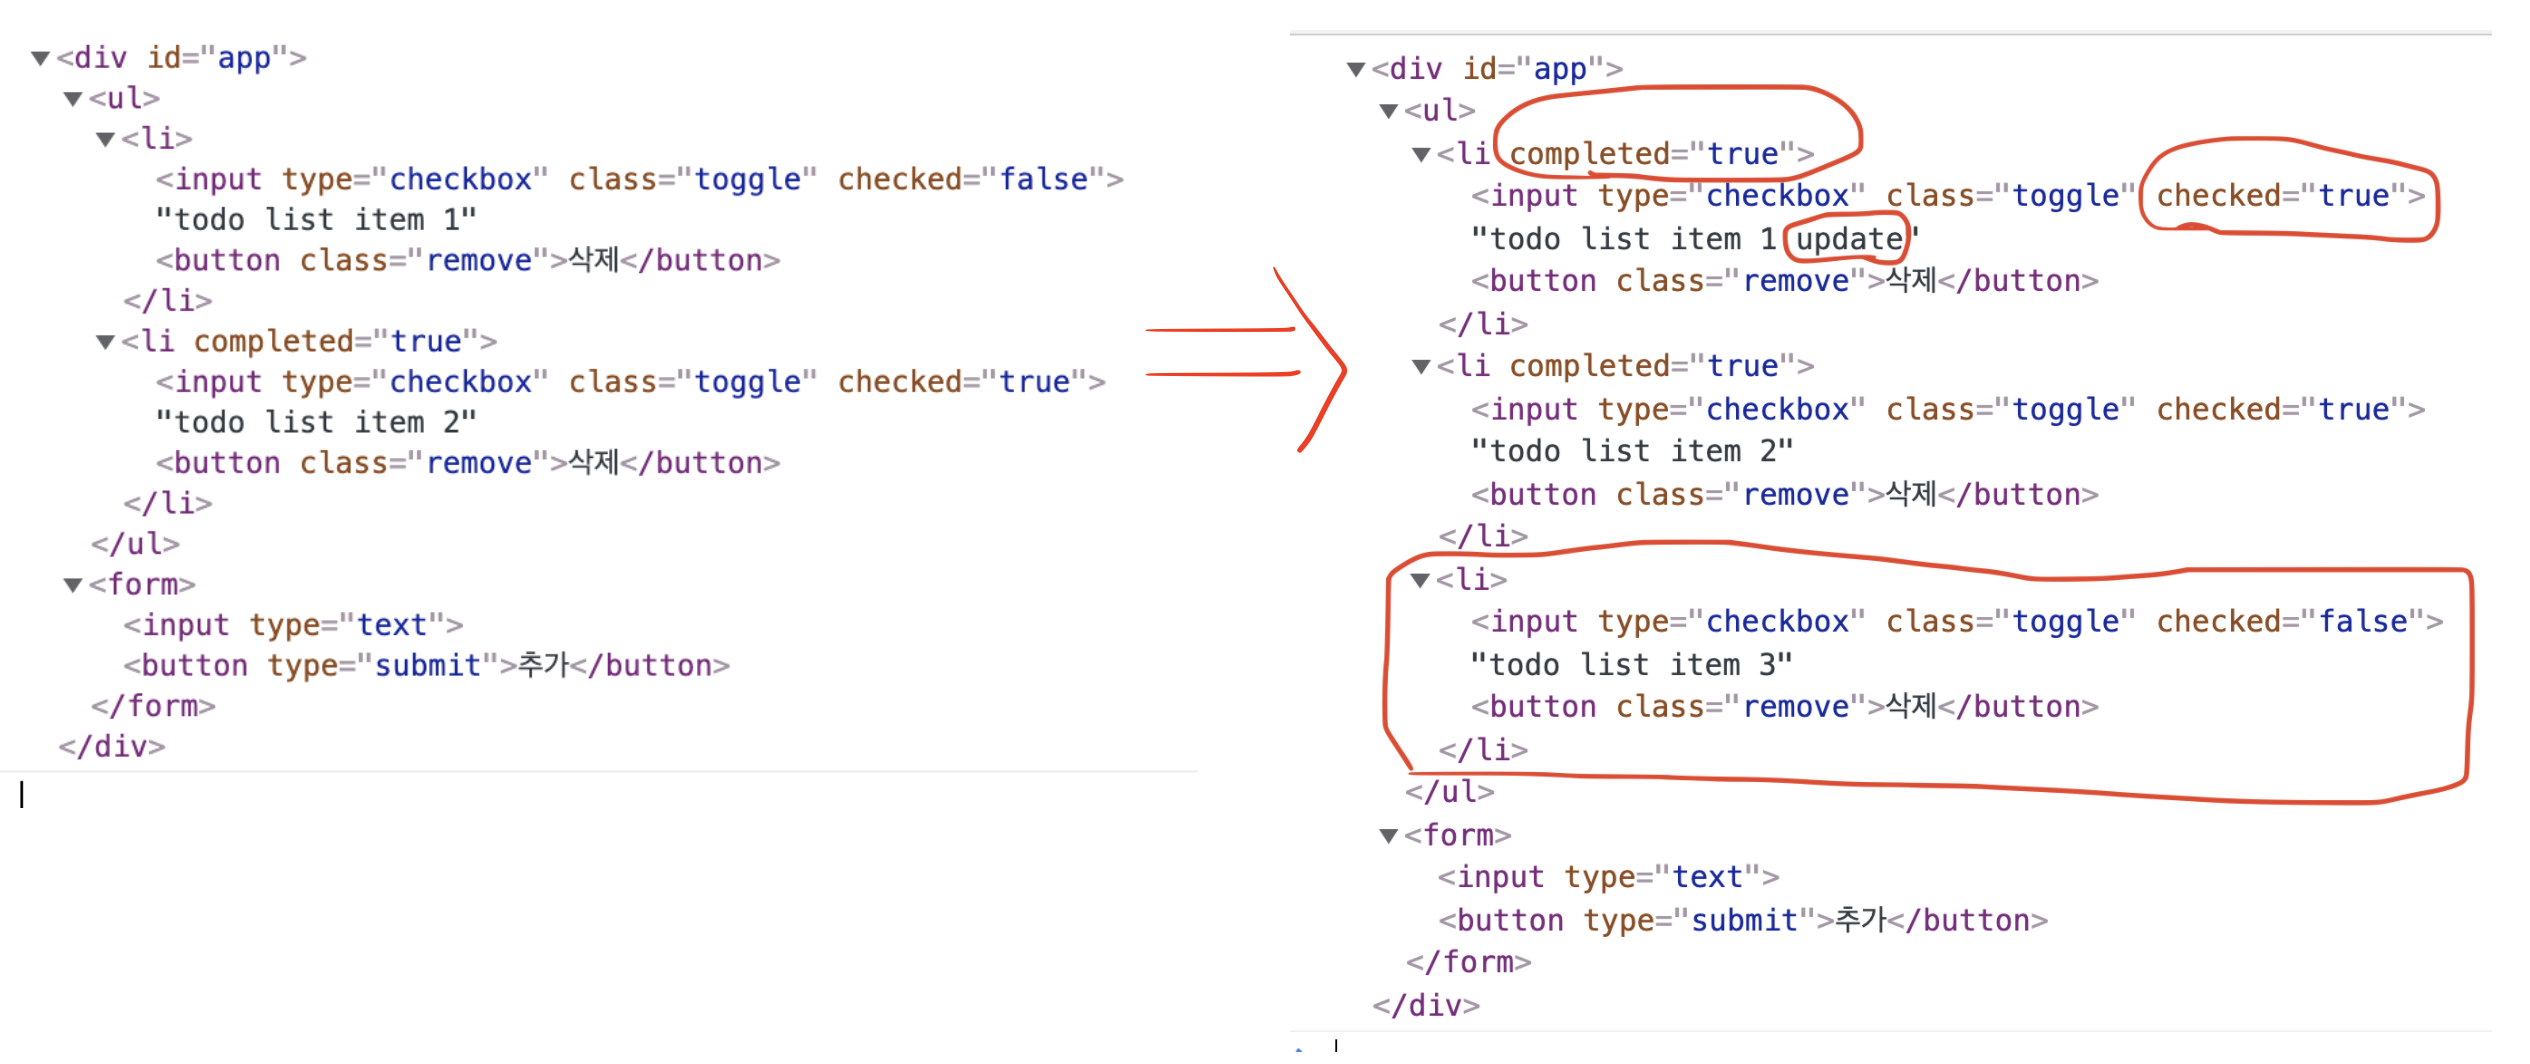 ▼<div id="app">
▼<ul>
▼<li>
<input type="checkbox" class="toggle" checked="false">
"todo list item 1"
<button class="remove">삭제</button>
</li>
▼<li completed="true">
<input type="checkbox" class="toggle" checked="true">
"todo list item 2"
<button class="remove">삭제</button>
</li>
</ul>
▼<form>
<input type="text">
<button type="submit">추가</button>
</form>
</div>
▼<div id="app">
▼<ul>
▼<li completed="true">
<input type="checkbox" class="toggle" checked="true">
"todo list item 1 update"
<button class="remove">삭제</button>
</li>
▼<li completed="true">
<input type="checkbox" class="toggle" checked="true">
"todo list item 2"
<button class="remove">삭제</button>
</li>
▼<li>
<input type="checkbox" class="toggle" checked="false">
"todo list item 3"
<button class="remove">삭제</button>
</li>
</ul>
▼<form>
<input type="text">
<button type="submit">추가</button>
</form>
</div>